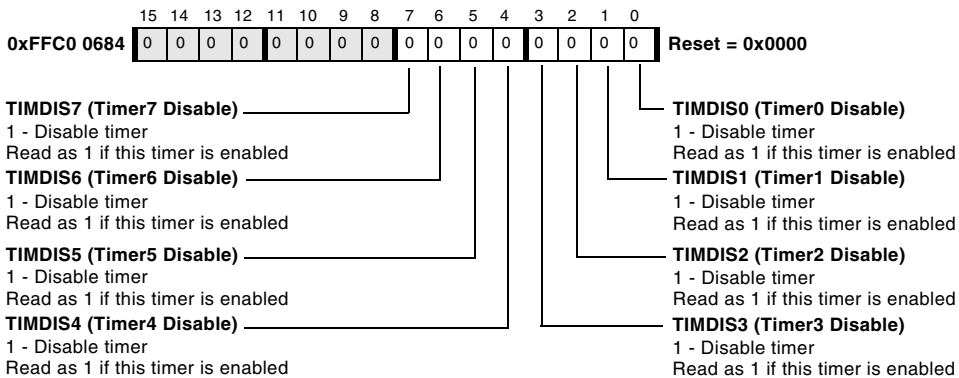 15 14 13 12 11 10 9 8 7 6 5 4 3 2 1 0
0xFFC0 0684 0 0 0 0 0 0 0 0 0 0 0 0 0 0 0 0 Reset = 0x0000
TIMDIS7 (Timer7 Disable)
1 - Disable timer
Read as 1 if this timer is enabled
TIMDIS6 (Timer6 Disable)
1 - Disable timer
Read as 1 if this timer is enabled
TIMDIS5 (Timer5 Disable)
1 - Disable timer
Read as 1 if this timer is enabled
TIMDIS4 (Timer4 Disable)
1 - Disable timer
Read as 1 if this timer is enabled
TIMDIS0 (Timer0 Disable)
1 - Disable timer
Read as 1 if this timer is enabled
TIMDIS1 (Timer1 Disable)
1 - Disable timer
Read as 1 if this timer is enabled
TIMDIS2 (Timer2 Disable)
1 - Disable timer
Read as 1 if this timer is enabled
TIMDIS3 (Timer3 Disable)
1 - Disable timer
Read as 1 if this timer is enabled